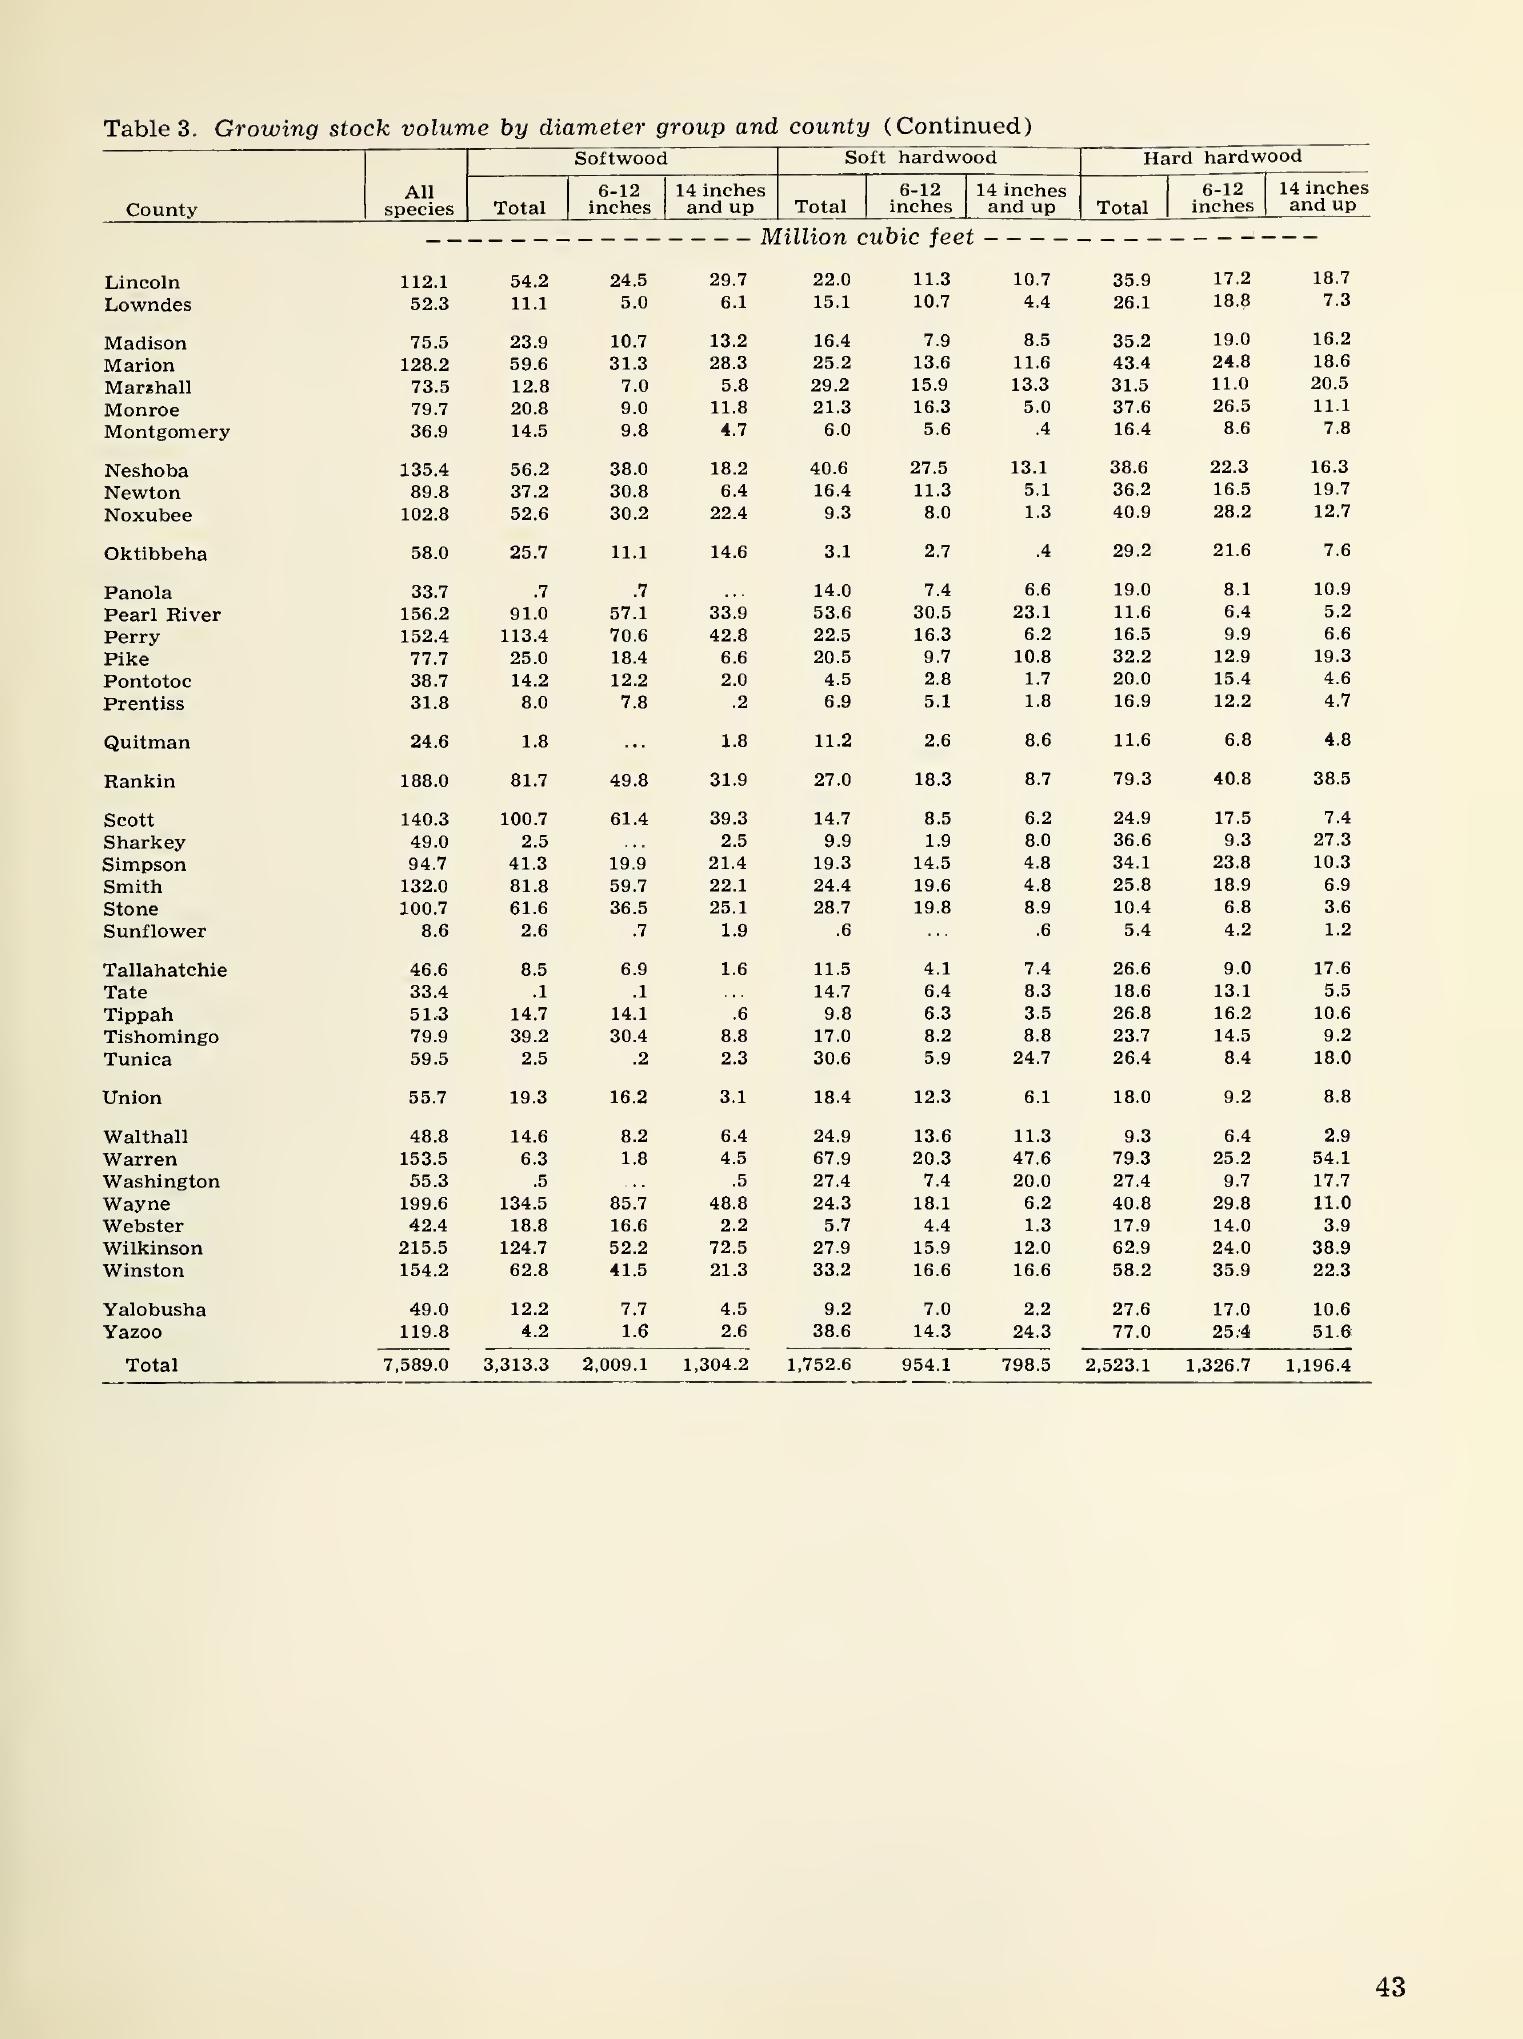 Table 3. Growing stock volume by diameter group and county (Continued)
Softwood Soft hardwood Hard hardwood
County All species Total 6-12 inches 14 inches and up Total 6-12 inches 14 inches and up Total 6-12 inches 14 inches and up
Million cubic feet
Lincoln 112.1 54.2 24.5 29.7 22.0 11.3 10.7 35.9 17.2 18.7
Lowndes 52.3 11.1 5.0 6.1 15.1 10.7 4.4 26.1 18.8 7.3
Madison 75.5 23.9 10.7 13.2 16.4 7.9 8.5 35.2 19.0 16.2
Marion 128.2 59.6 31.3 28.3 25.2 13.6 11.6 43.4 24.8 18.6
Marshall 73.5 12.8 7.0 5.8 29.2 15.9 13.3 31.5 11.0 20.5
Monroe 79.7 20.8 9.0 11.8 21.3 16.3 5.0 37.6 26.5 11.1
Montgomery 36.9 14.5 9.8 4.7 6.0 5.6 .4 16.4 8.6 7.8
Neshoba 135.4 56.2 38.0 18.2 40.6 27.5 13.1 38.6 22.3 16.3
Newton 89.8 37.2 30.8 6.4 16.4 11.3 5.1 36.2 16.5 19.7
Noxubee 102.8 52.6 30.2 22.4 9.3 8.0 1.3 40.9 28.2 12.7
Oktibbeha 58.0 25.7 11.1 14.6 3.1 2.7 .4 29.2 21.6 7.6
Panola 33.7 .7 .7 ... 14.0 7.4 6.6 19.0 8.1 10.9
Pearl River 156.2 91.0 57.1 33.9 53.6 30.5 23.1 11.6 6.4 5.2
Perry 152.4 113.4 70.6 42.8 22.5 16.3 6.2 16.5 9.9 6.6
Pike 77.7 25.0 18.4 6.6 20.5 9.7 10.8 32.2 12.9 19.3
Pontotoc 38.7 14.2 12.2 2.0 4.5 2.8 1.7 20.0 15.4 4.6
Prentiss 31.8 8.0 7.8 .2 6.9 5.1 1.8 16.9 12.2 4.7
Quitman 24.6 1.8 ... 1.8 11.2 2.6 8.6 11.6 6.8 4.8
Rankin 188.0 81.7 49.8 31.9 27.0 18.3 8.7 79.3 40.8 38.5
Scott 140.3 100.7 61.4 39.3 14.7 8.5 6.2 24.9 17.5 7.4
Sharkey 49.0 2.5 ... 2.5 9.9 1.9 8.0 36.6 9.3 27.3
Simpson 94.7 41.3 19.9 21.4 19.3 14.5 4.8 34.1 23.8 10.3
Smith 132.0 81.8 59.7 22.1 24.4 19.6 4.8 25.8 18.9 6.9
Stone 100.7 61.6 36.5 25.1 28.7 19.8 8.9 10.4 6.8 3.6
Sunflower 8.6 2.6 .7 1.9 .6 ... .6 5.4 4.2 1.2
Tallahatchie 46.6 8.5 6.9 1.6 11.5 4.1 7.4 26.6 9.0 17.6
Tate 33.4 .1 .1 ... 14.7 6.4 8.3 18.6 13.1 5.5
Tippah 51.3 14.7 14.1 .6 9.8 6.3 3.5 26.8 16.2 10.6
Tishomingo 79.9 39.2 30.4 8.8 17.0 8.2 8.8 23.7 14.5 9.2
Tunica 59.5 2.5 .2 2.3 30.6 5.9 24.7 26.4 8.4 18.0
Union 55.7 19.3 16.2 3.1 18.4 12.3 6.1 18.0 9.2 8.8
Walthall 48.8 14.6 8.2 6.4 24.9 13.6 11.3 9.3 6.4 2.9
Warren 153.5 6.3 1.8 4.5 67.9 20.3 47.6 79.3 25.2 54.1
Washington 55.3 .5 ... .5 27.4 7.4 20.0 27.4 9.7 17.7
Wayne 199.6 134.5 85.7 48.8 24.3 18.1 6.2 40.8 29.8 11.0
Webster 42.4 18.8 16.6 2.2 5.7 4.4 1.3 17.9 14.0 3.9
Wilkinson 215.5 124.7 52.2 72.5 27.9 15.9 12.0 62.9 24.0 38.9
Winston 154.2 62.8 41.5 21.3 33.2 16.6 16.6 58.2 35.9 22.3
Yalobusha 49.0 12.2 7.7 4.5 9.2 7.0 2.2 27.6 17.0 10.6
Yazoo 119.8 4.2 1.6 2.6 38.6 14.3 24.3 77.0 25.4 51.6
Total 7,589.0 3,313.3 2,009.1 1,304.2 1,752.6 954.1 798.5 2,523.1 1,326.7 1,196.4
43